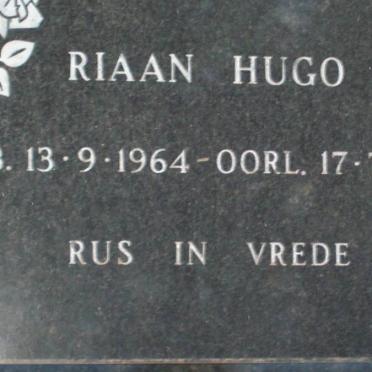 RIAAN HUGO
13·9·1964-OORL. 17·
RUS IN VREDE